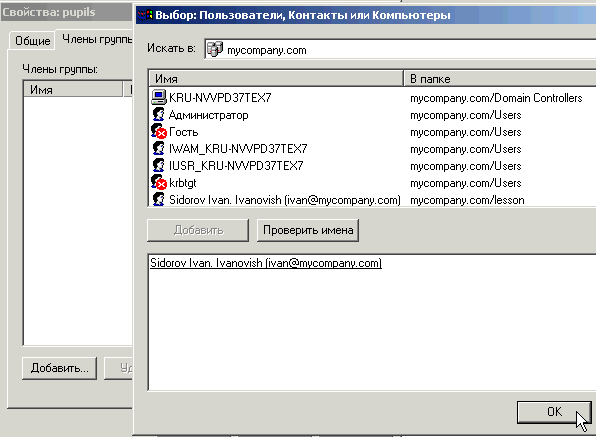 Свойства: pupils
Общие
Члены группы
Члены группы:
Имя
Добавить...
Уд
Выбор: Пользователи, Контакты или Компьютеры
Искать в:
mycompany.com
Имя В папке
KRU-NVVPD37TEX7 mycompany.com/Domain Controllers
Администратор mycompany.com/Users
Гость mycompany.com/Users
IWAM_KRU-NVVPD37TEX7 mycompany.com/Users
IUSR_KRU-NVVPD37TEX7 mycompany.com/Users
krbtgt mycompany.com/Users
Sidorov Ivan. Ivanovish (ivan@mycompany.com) mycompany.com/lesson
Добавить Проверить имена
Sidorov Ivan. Ivanovish (ivan@mycompany.com)
OK